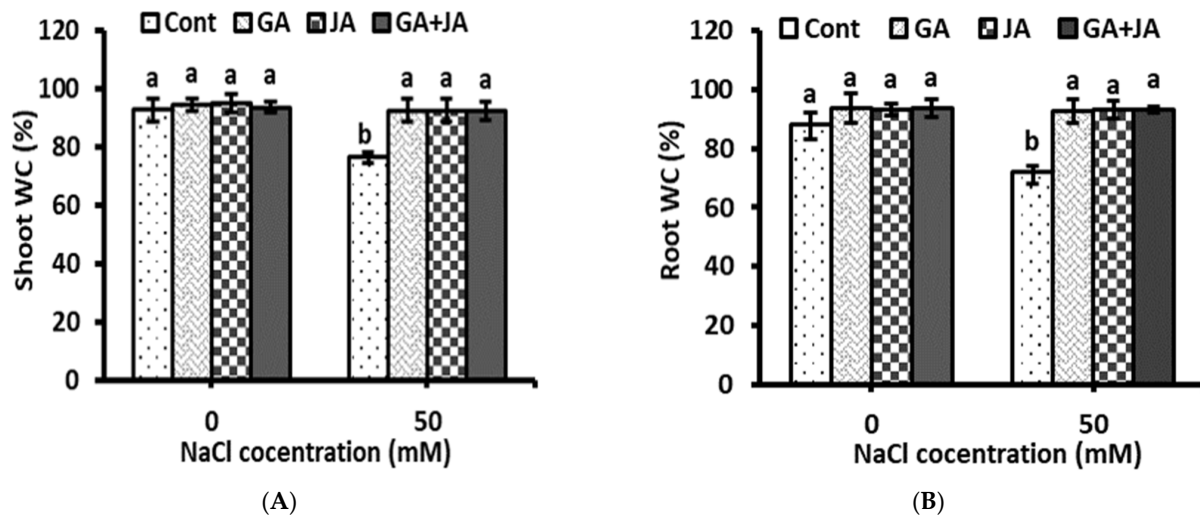 Cont GA JA GA+JA
Shoot WC (%)
120
100
80
60
40
20
0
a a a a
b a a a
0 50
NaCl cocentration (mM)
(A)
Cont GA JA GA+JA
Root WC (%)
120
100
80
60
40
20
0
a a a a
b a a a
0 50
NaCl cocentration (mM)
(B)